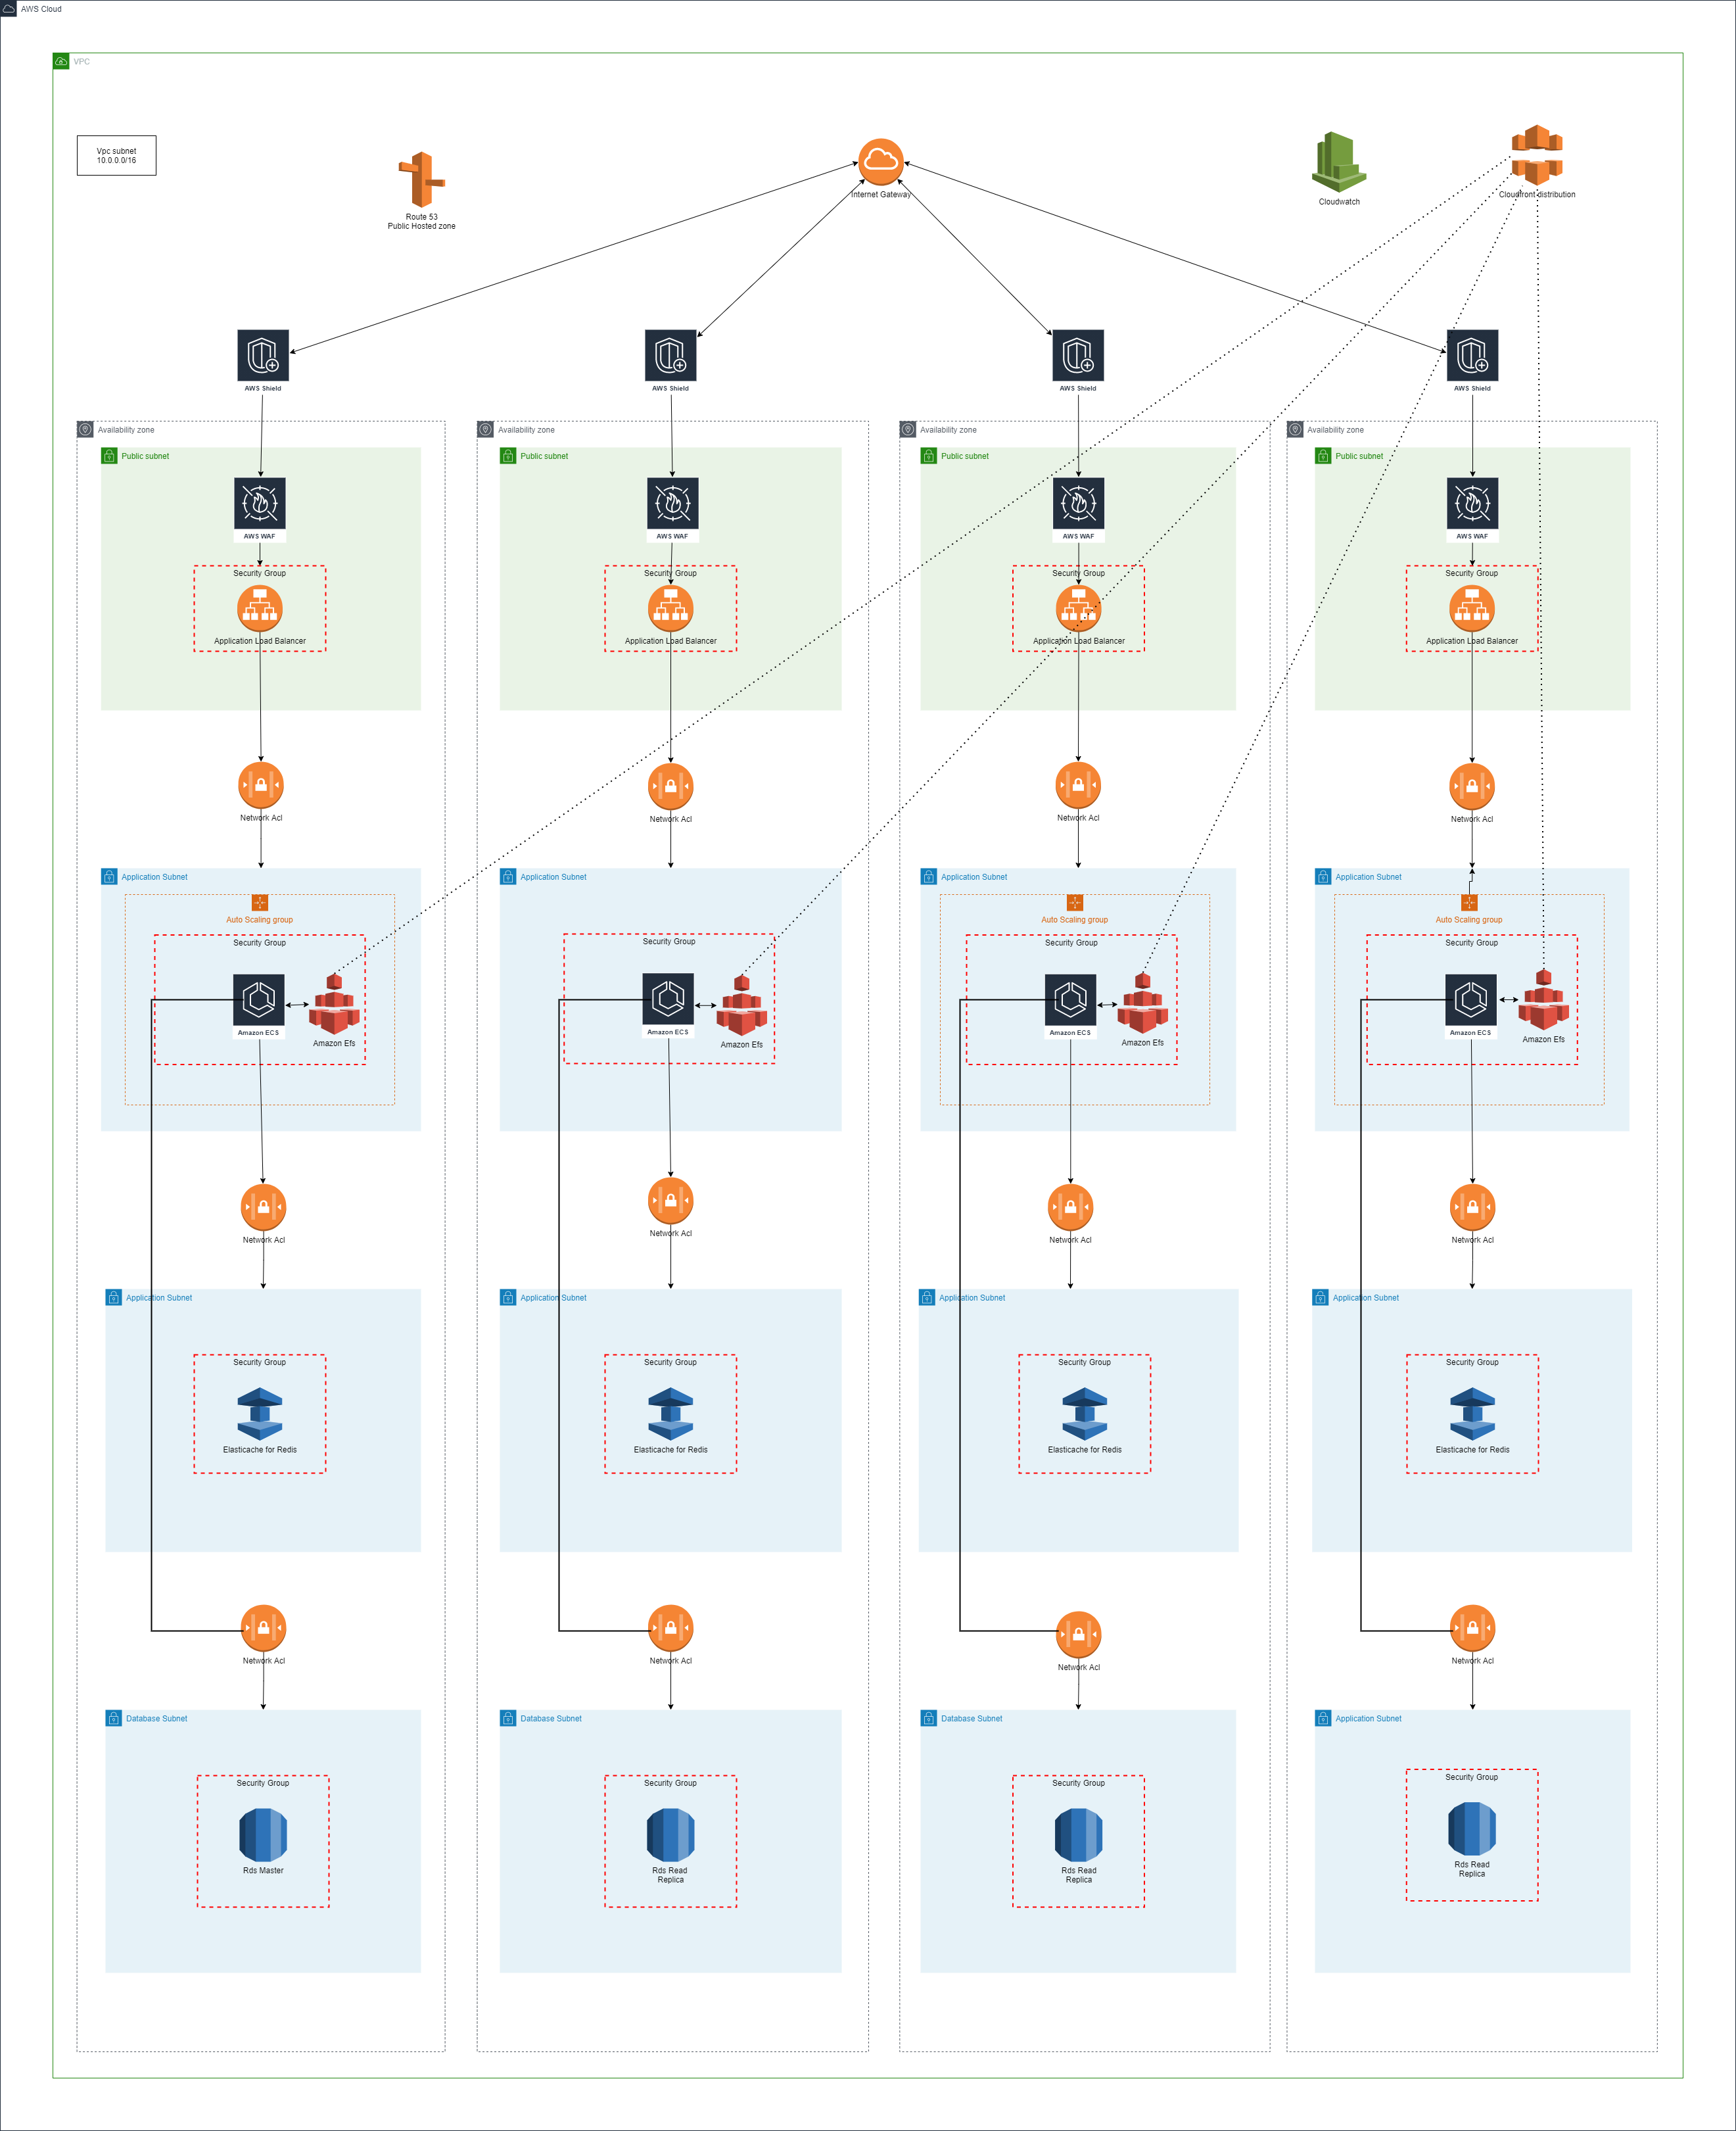 AWS Cloud
VPC
Vpc subnet
10.0.0.0/16
Route 53
Public Hosted zone
Internet Gateway
Cloudwatch
Cloudfront distribution
AWS Shield
AWS Shield
AWS Shield
AWS Shield
Availability zone
Availability zone
Availability zone
Availability zone
Public subnet
Public subnet
Public subnet
Public subnet
AWS WAF
AWS WAF
AWS WAF
AWS WAF
Security Group
Security Group
Security Group
Security Group
Application Load Balancer
Application Load Balancer
Application Load Balancer
Application Load Balancer
Network Acl
Network Acl
Network Acl
Network Acl
Application Subnet
Application Subnet
Application Subnet
Application Subnet
Auto Scaling group
Auto Scaling group
Auto Scaling group
Security Group
Security Group
Security Group
Security Group
Amazon ECS
Amazon Efs
Amazon ECS
Amazon Efs
Amazon ECS
Amazon Efs
Amazon ECS
Amazon Efs
Network Acl
Network Acl
Network Acl
Network Acl
Application Subnet
Application Subnet
Application Subnet
Application Subnet
Security Group
Security Group
Security Group
Security Group
Elasticache for Redis
Elasticache for Redis
Elasticache for Redis
Elasticache for Redis
Network Acl
Network Acl
Network Acl
Network Acl
Database Subnet
Database Subnet
Database Subnet
Application Subnet
Security Group
Security Group
Security Group
Security Group
Rds Master
Rds Read
Replica
Rds Read
Replica
Rds Read
Replica